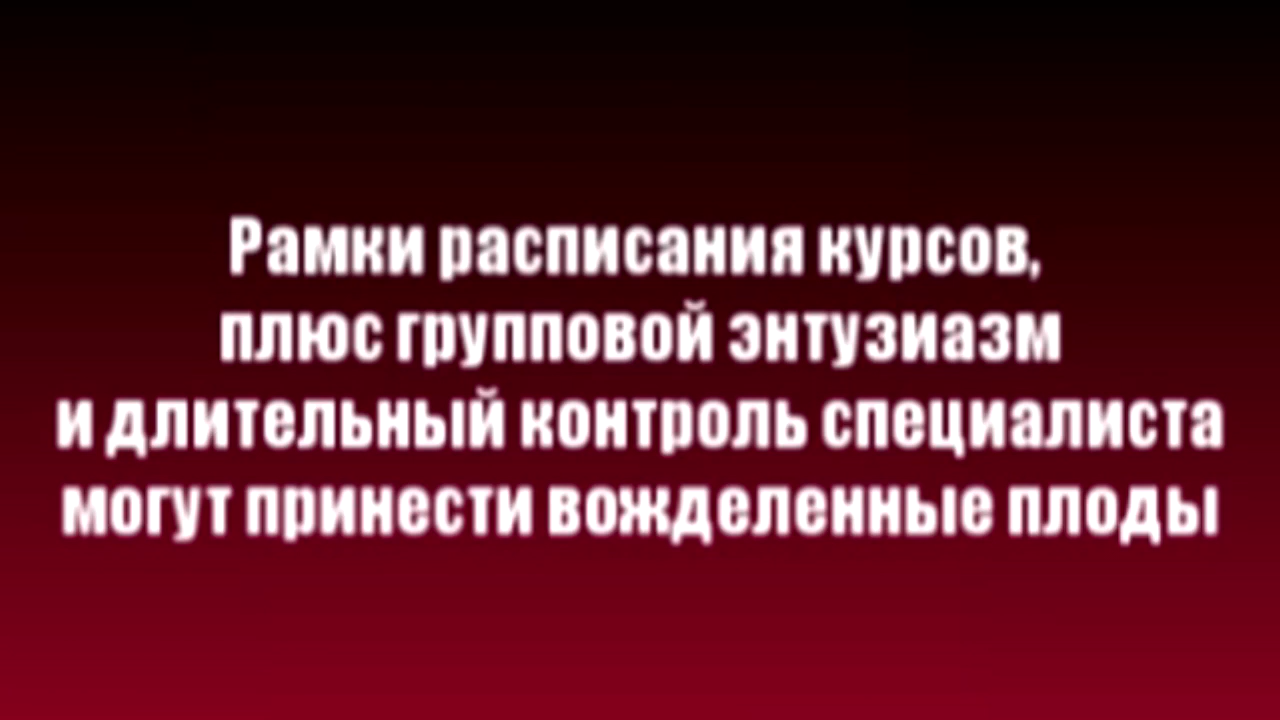 Рамки расписания курсов,
плюс групповой энтузиазм
и длительный контроль специалиста
могут принести вожделенные плоды